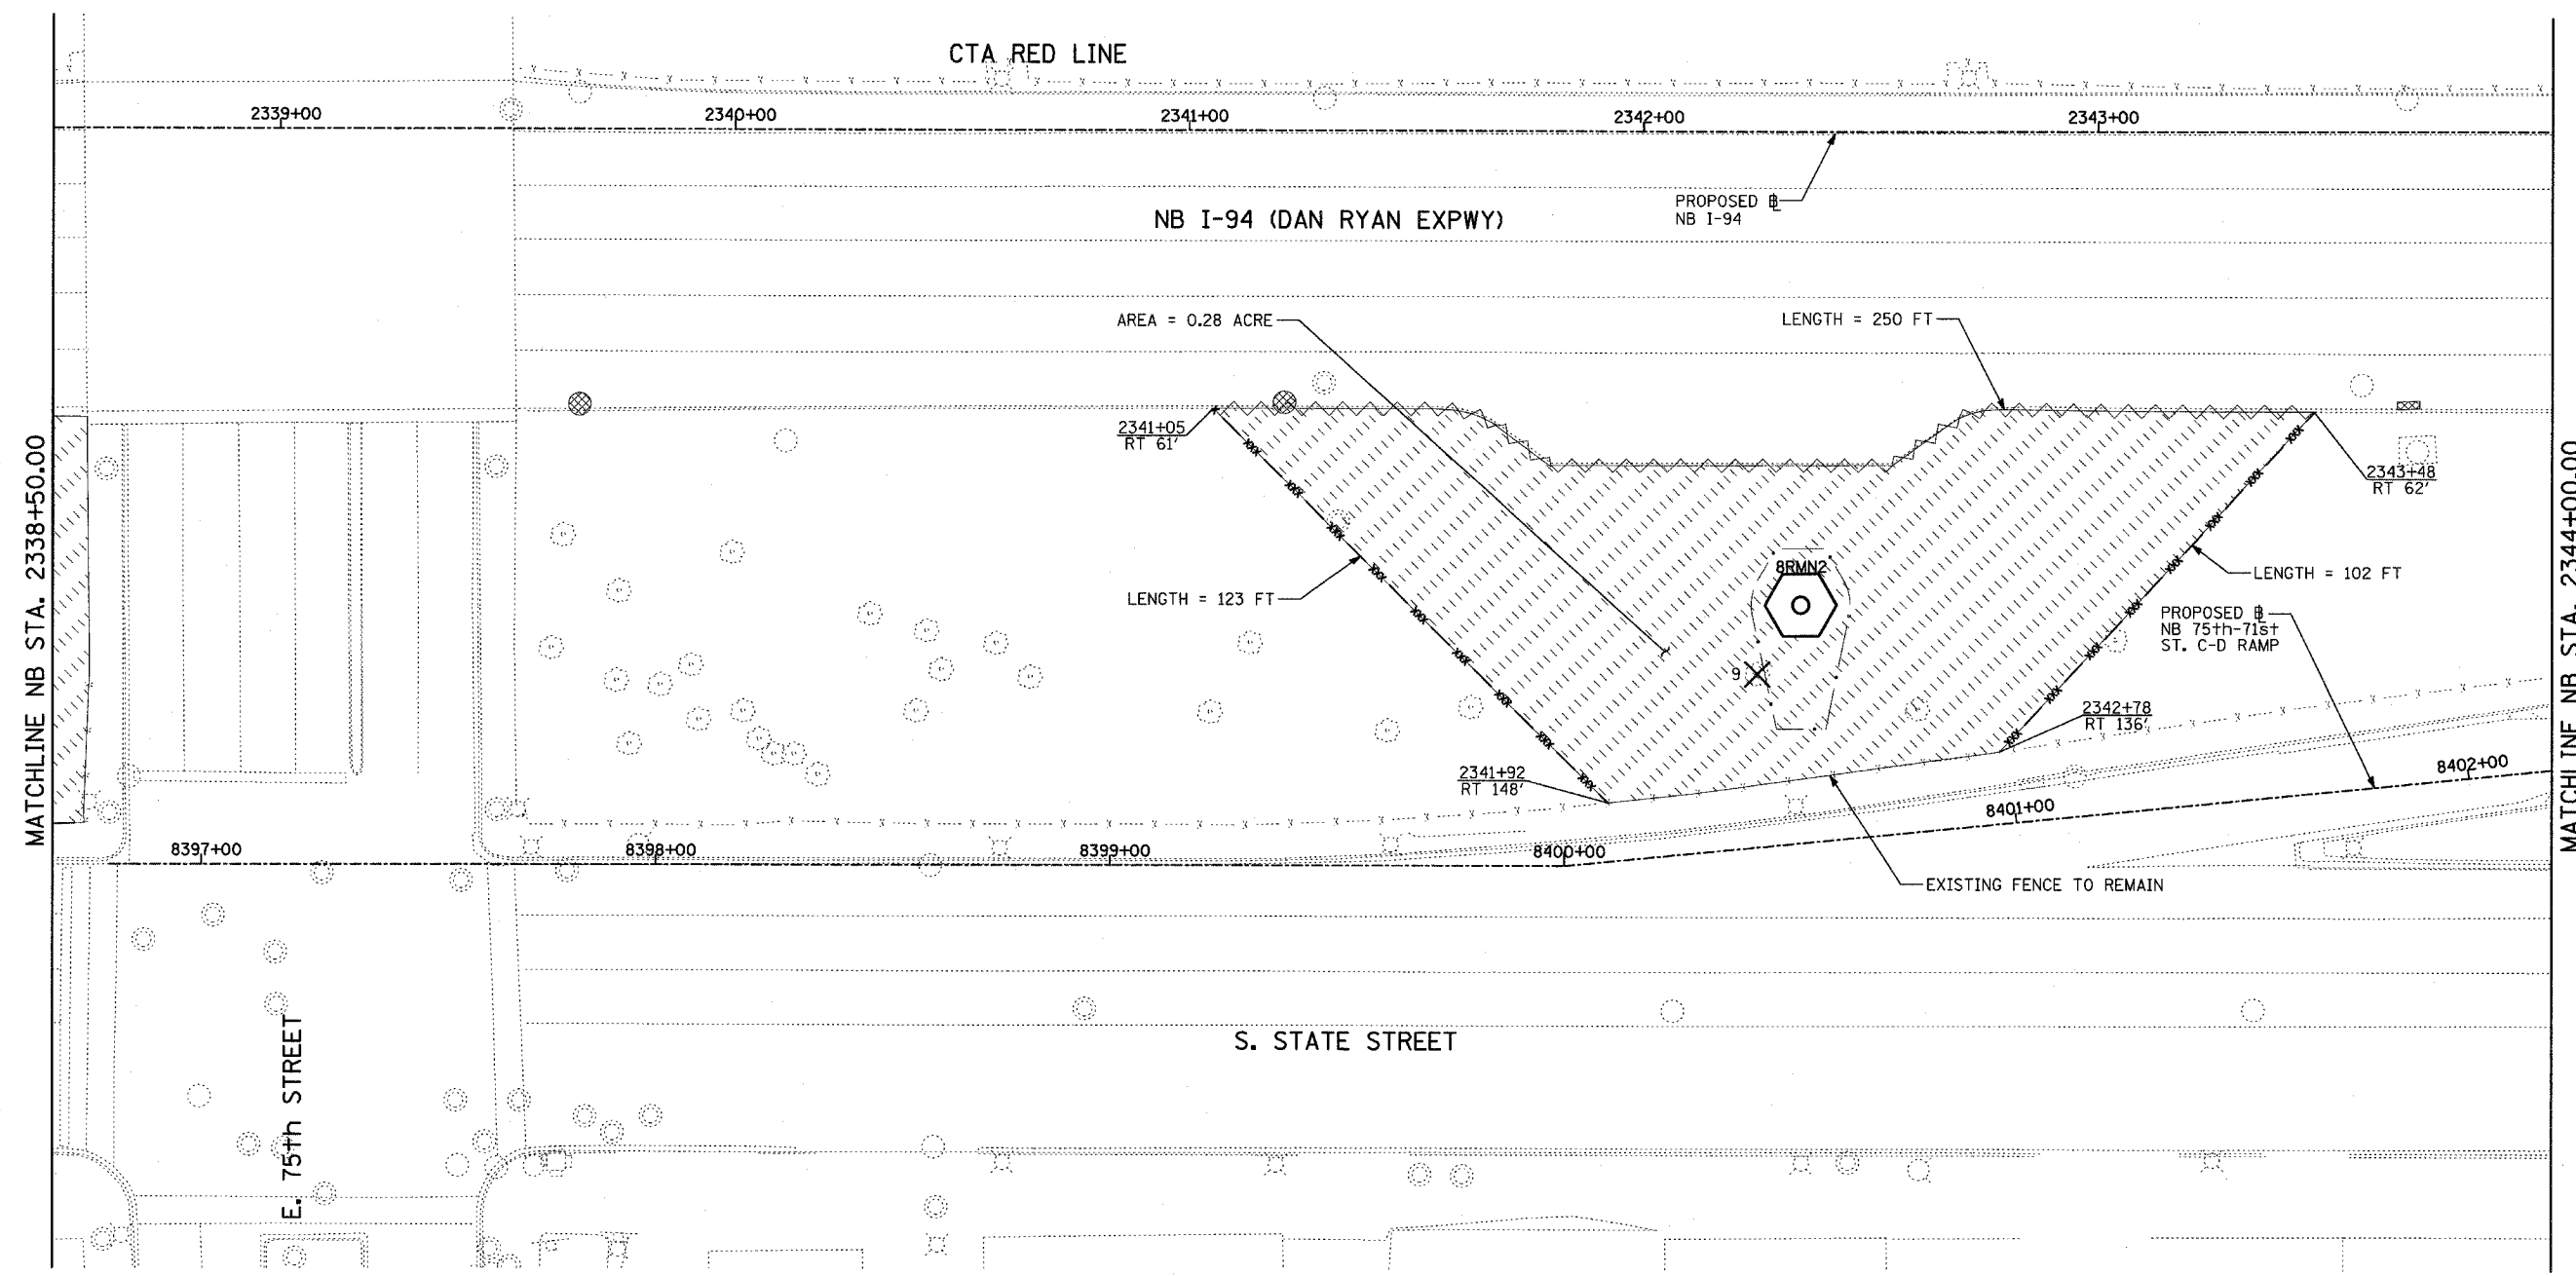 CTA RED LINE
2339+00
2340+00
2341+00
2342+00
2343+00
PROPOSED ⅊
NB I-94
NB I-94 (DAN RYAN EXPWY)
AREA = 0.28 ACRE
LENGTH = 250 FT
2341+05
RT 61'
2343+48
RT 62'
MATCHLINE NB STA. 2338+50.00
MATCHLINE NB STA. 2344+00.00
8RMN2
LENGTH = 123 FT
LENGTH = 102 FT
PROPOSED
NB 75th-71st
ST. C-D RAMP
9
2342+78
RT 136'
2341+92
RT 148'
8397+00
8398+00
8399+00
8400+00
8401+00
8402+00
EXISTING FENCE TO REMAIN
S. STATE STREET
E. 75th STREET